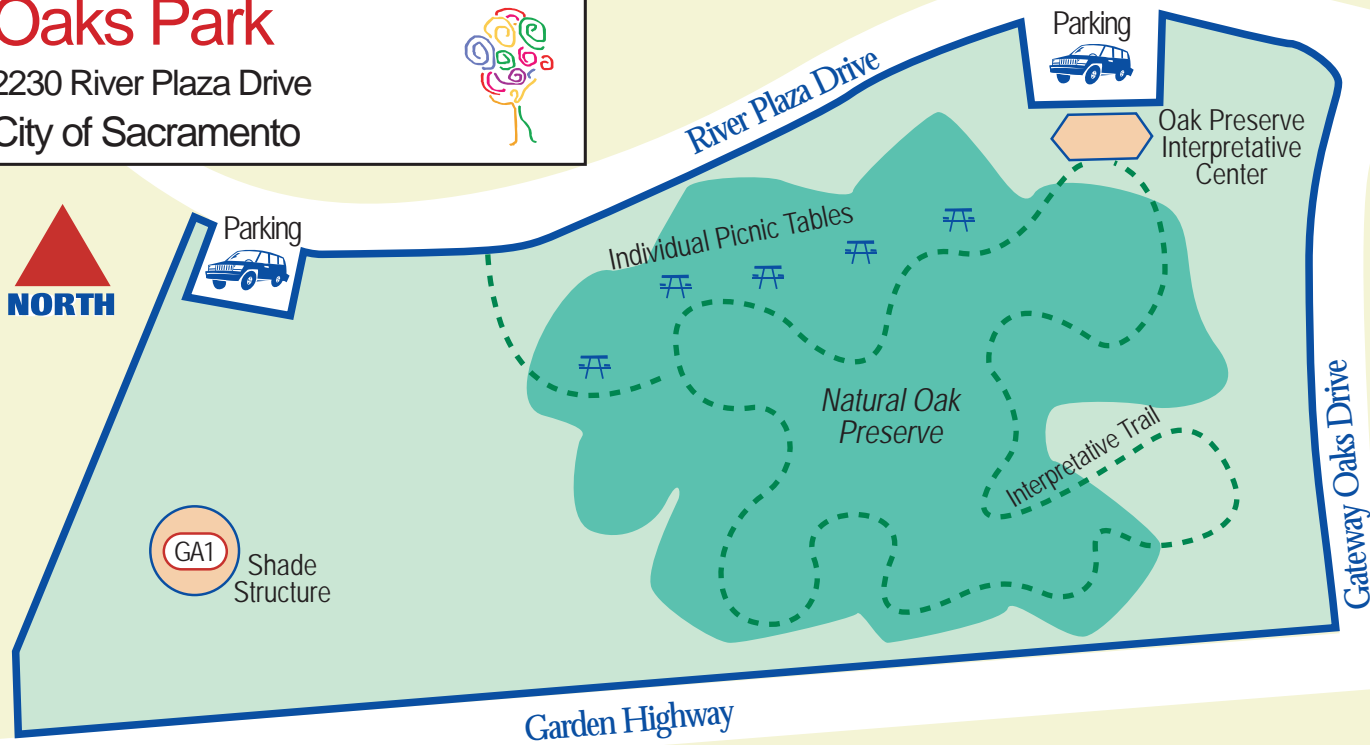 Oaks Park
2230 River Plaza Drive
City of Sacramento
Parking
River Plaza Drive
Oak Preserve
Interpretative
Center
NORTH
Parking
Individual Picnic Tables
Natural Oak
Preserve
Interpretative Trail
Gateway Oaks Drive
GA1
Shade
Structure
Garden Highway